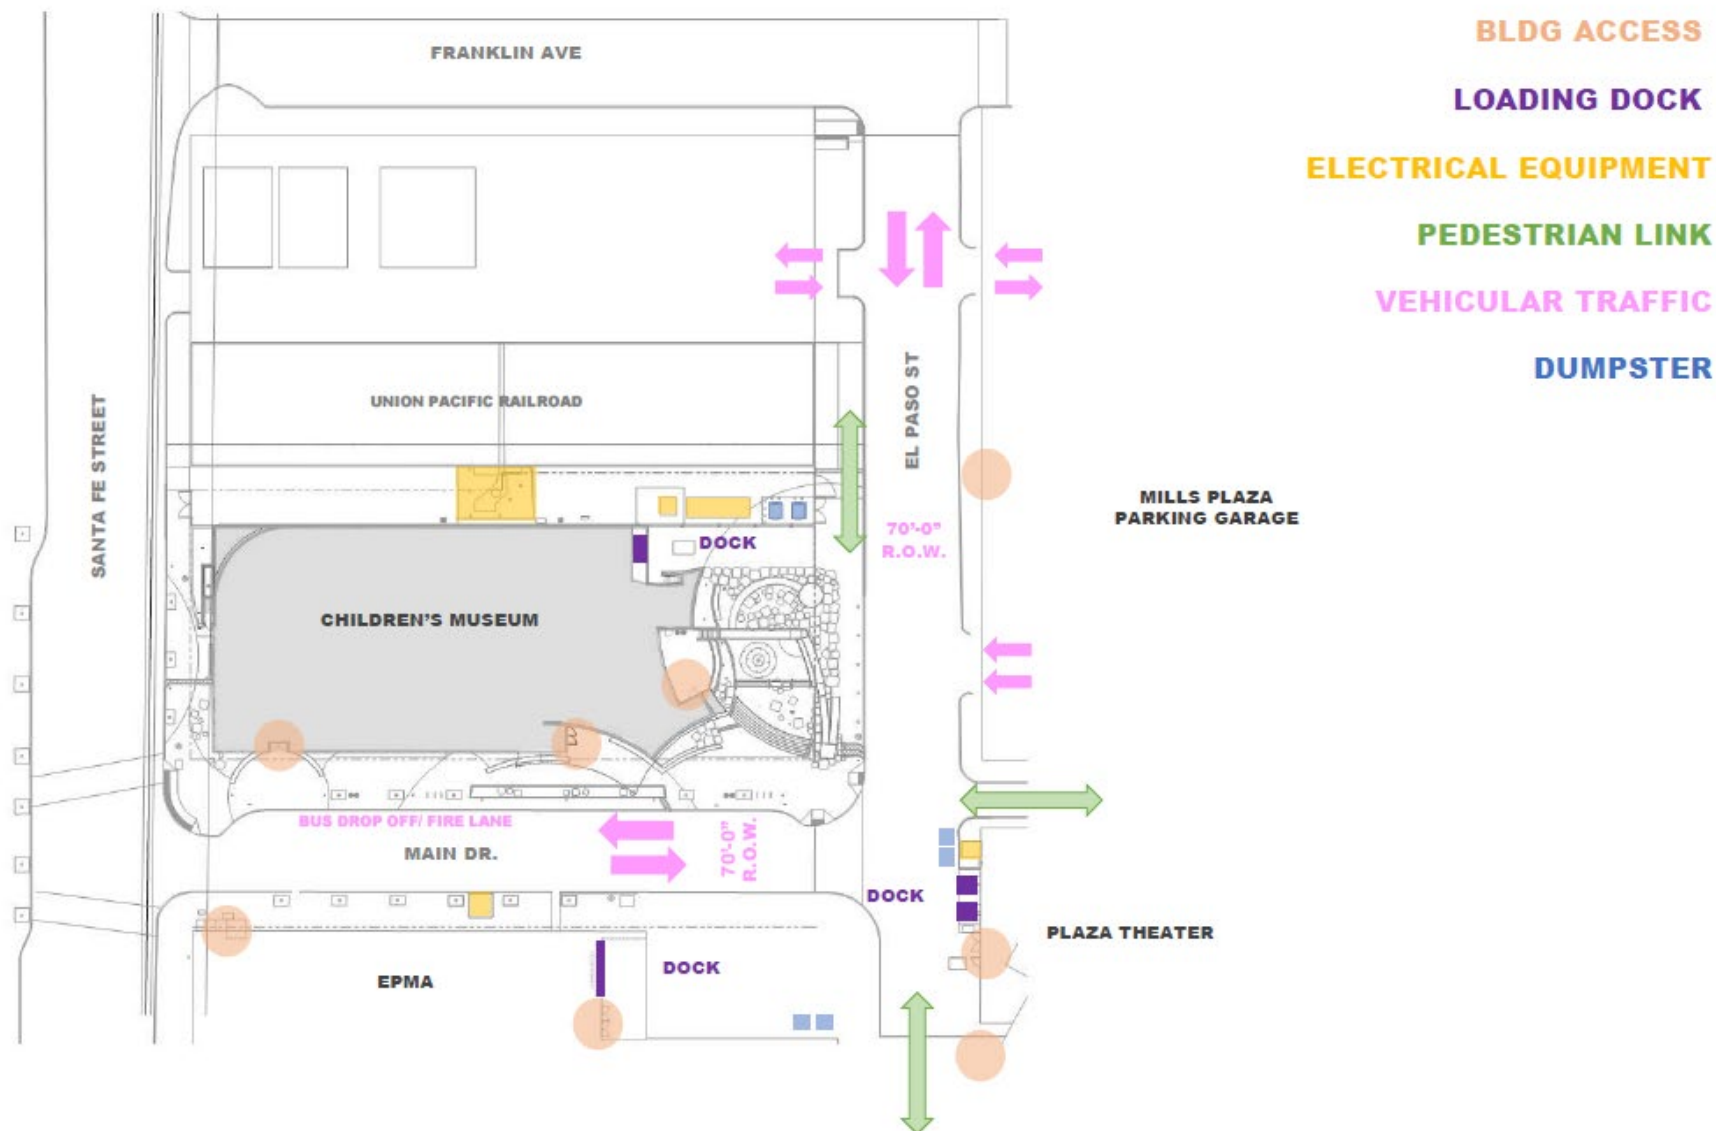 FRANKLIN AVE
BLDG ACCESS
LOADING DOCK
ELECTRICAL EQUIPMENT
PEDESTRIAN LINK
VEHICULAR TRAFFIC
DUMPSTER
SANTA FE STREET
UNION PACIFIC RAILROAD
EL PASO ST
MILLS PLAZA
PARKING GARAGE
70'-0"
R.O.W.
DOCK
CHILDREN'S MUSEUM
BUS DROP OFF/ FIRE LANE
MAIN DR.
70'-0"
R.O.W.
DOCK
PLAZA THEATER
EPMA
DOCK